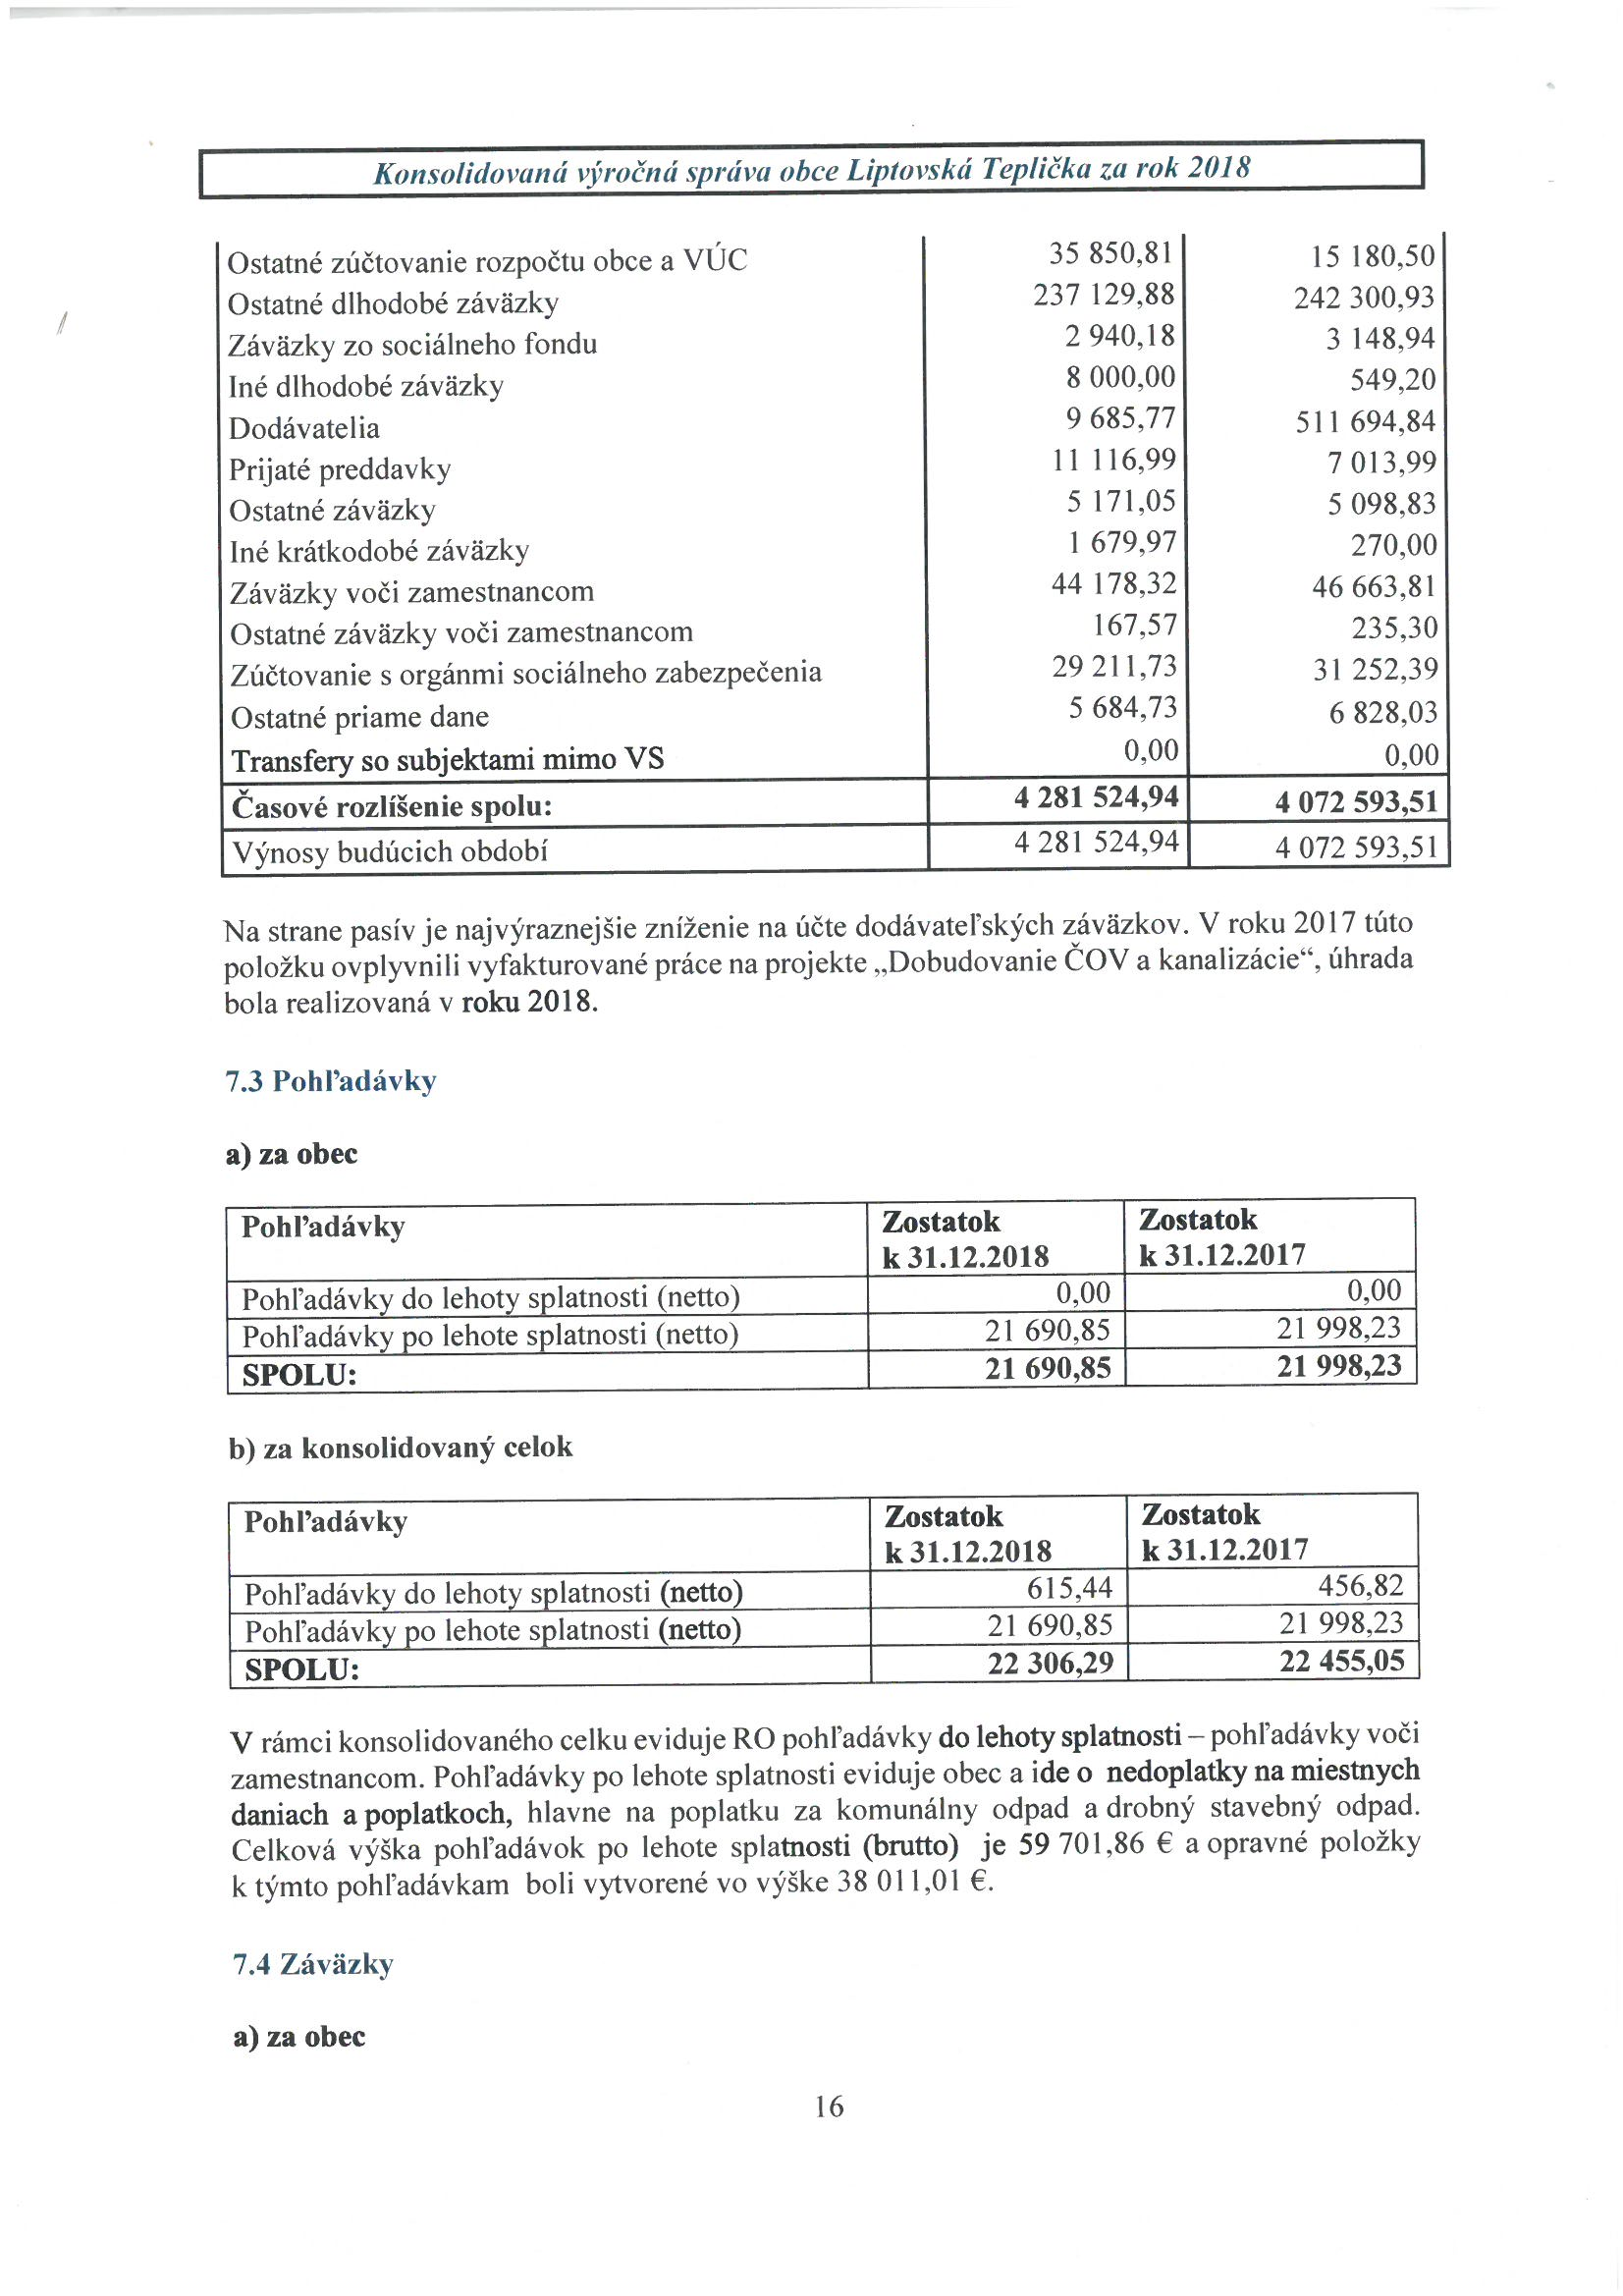 Konsolidovaná výročná správa obce Liptovská Teplička za rok 2018
Ostatné zúčtovanie rozpočtu obce a VÚC 35 850,81 15 180,50
Ostatné dlhodobé záväzky 237 129,88 242 300,93
Záväzky zo sociálneho fondu 2 940,18 3 148,94
Iné dlhodobé záväzky 8 000,00 549,20
Dodávatelia 9 685,77 511 694,84
Prijaté preddavky 11 116,99 7 013,99
Ostatné záväzky 5 171,05 5 098,83
Iné krátkodobé záväzky 1 679,97 270,00
Záväzky voči zamestnancom 44 178,32 46 663,81
Ostatné záväzky voči zamestnancom 167,57 235,30
Zúčtovanie s orgánmi sociálneho zabezpečenia 29 211,73 31 252,39
Ostatné priame dane 5 684,73 6 828,03
Transfery so subjektami mimo VS 0,00 0,00
Časové rozlíšenie spolu: 4 281 524,94 4 072 593,51
Výnosy budúcich období 4 281 524,94 4 072 593,51
Na strane pasív je najvýraznejšie zníženie na účte dodávateľských záväzkov. V roku 2017 túto
položku ovplyvnili vyfakturované práce na projekte „Dobudovanie ČOV a kanalizácie“, úhrada
bola realizovaná v roku 2018.
7.3 Pohľadávky
a) za obec
Pohľadávky Zostatok k 31.12.2018 Zostatok k 31.12.2017
Pohľadávky do lehoty splatnosti (netto) 0,00 0,00
Pohľadávky po lehote splatnosti (netto) 21 690,85 21 998,23
SPOLU: 21 690,85 21 998,23
b) za konsolidovaný celok
Pohľadávky Zostatok k 31.12.2018 Zostatok k 31.12.2017
Pohľadávky do lehoty splatnosti (netto) 615,44 456,82
Pohľadávky po lehote splatnosti (netto) 21 690,85 21 998,23
SPOLU: 22 306,29 22 455,05
V rámci konsolidovaného celku eviduje RO pohľadávky do lehoty splatnosti – pohľadávky voči
zamestnancom. Pohľadávky po lehote splatnosti eviduje obec a ide o nedoplatky na miestnych
daniach a poplatkoch, hlavne na poplatku za komunálny odpad a drobný stavebný odpad.
Celková výška pohľadávok po lehote splatnosti (brutto) je 59 701,86 € a opravné položky
k týmto pohľadávkam boli vytvorené vo výške 38 011,01 €.
7.4 Záväzky
a) za obec
16